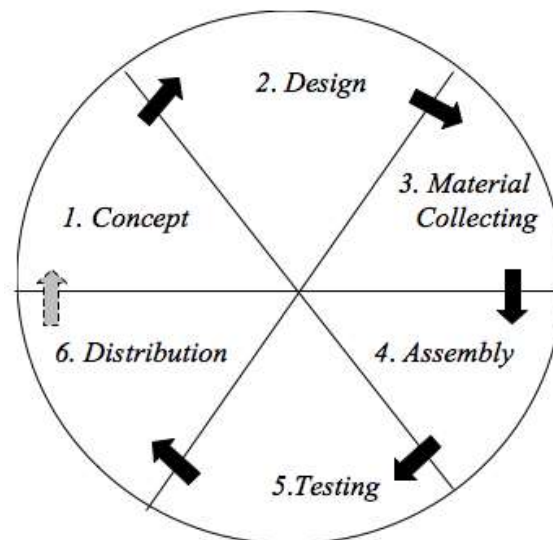 1. Concept
2. Design
3. Material
Collecting
4. Assembly
5.Testing
6. Distribution